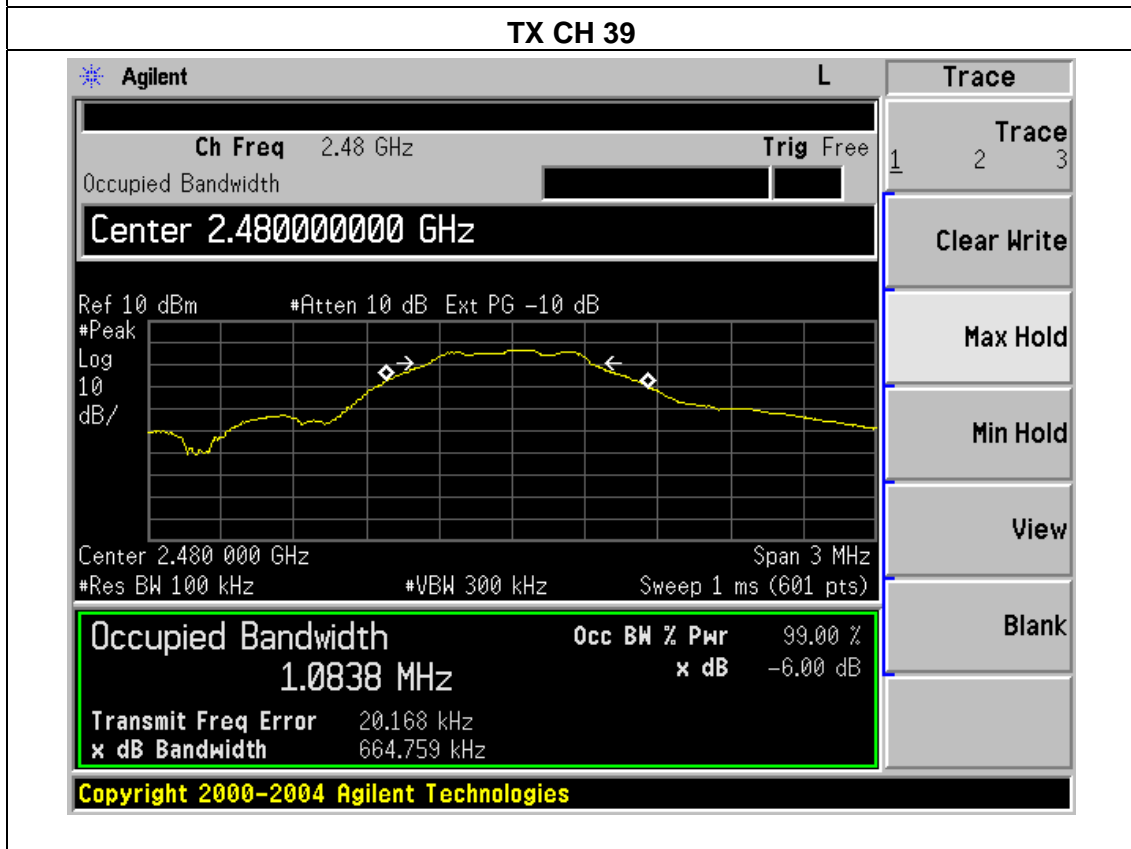 TX CH 39
Agilent L Trace
Ch Freq 2.48 GHz Trig Free
Occupied Bandwidth
Center 2.480000000 GHz
Ref 10 dBm #Atten 10 dB Ext PG -10 dB
#Peak
Log
10
dB/
Center 2.480 000 GHz Span 3 MHz
#Res BW 100 kHz #VBW 300 kHz Sweep 1 ms (601 pts)
Occupied Bandwidth Occ BW % Pwr 99.00 %
1.0838 MHz x dB -6.00 dB
Transmit Freq Error 20.168 kHz
x dB Bandwidth 664.759 kHz
Copyright 2000-2004 Agilent Technologies
Trace
1 2 3
Clear Write
Max Hold
Min Hold
View
Blank